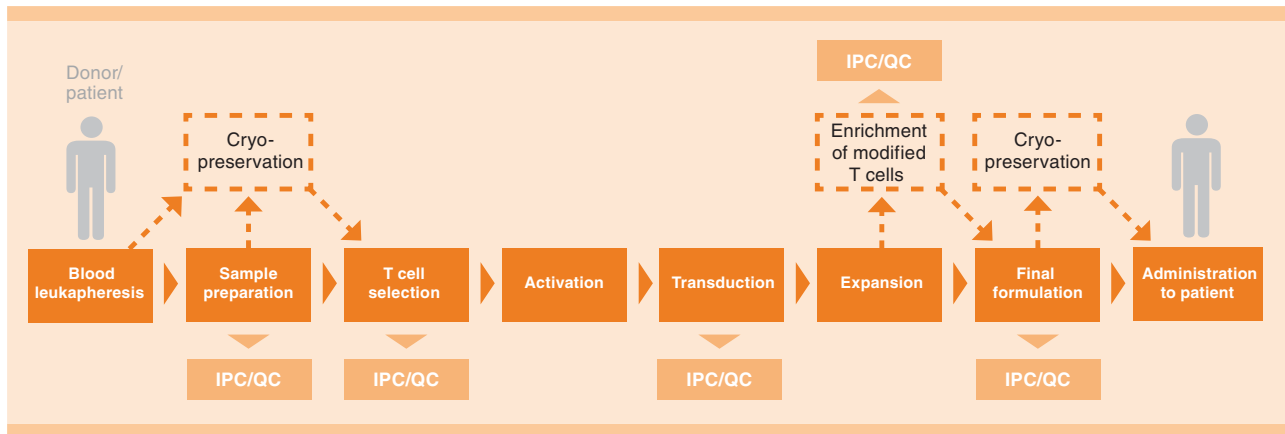 IPC/QC
Donor/
patient
Cryo-
preservation
Enrichment
of modified
T cells
Cryo-
preservation
Blood
leukapheresis
Sample
preparation
T cell
selection
Activation
Transduction
Expansion
Final
formulation
Administration
to patient
IPC/QC
IPC/QC
IPC/QC
IPC/QC